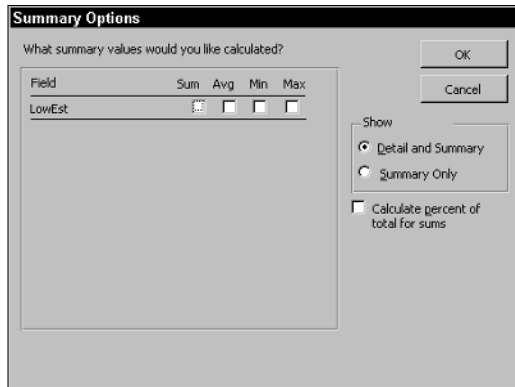 Summary Options
What summary values would you like calculated?
OK
Cancel
Field Sum Avg Min Max
LowEst
Show
Detail and Summary
Summary Only
Calculate percent of
total for sums